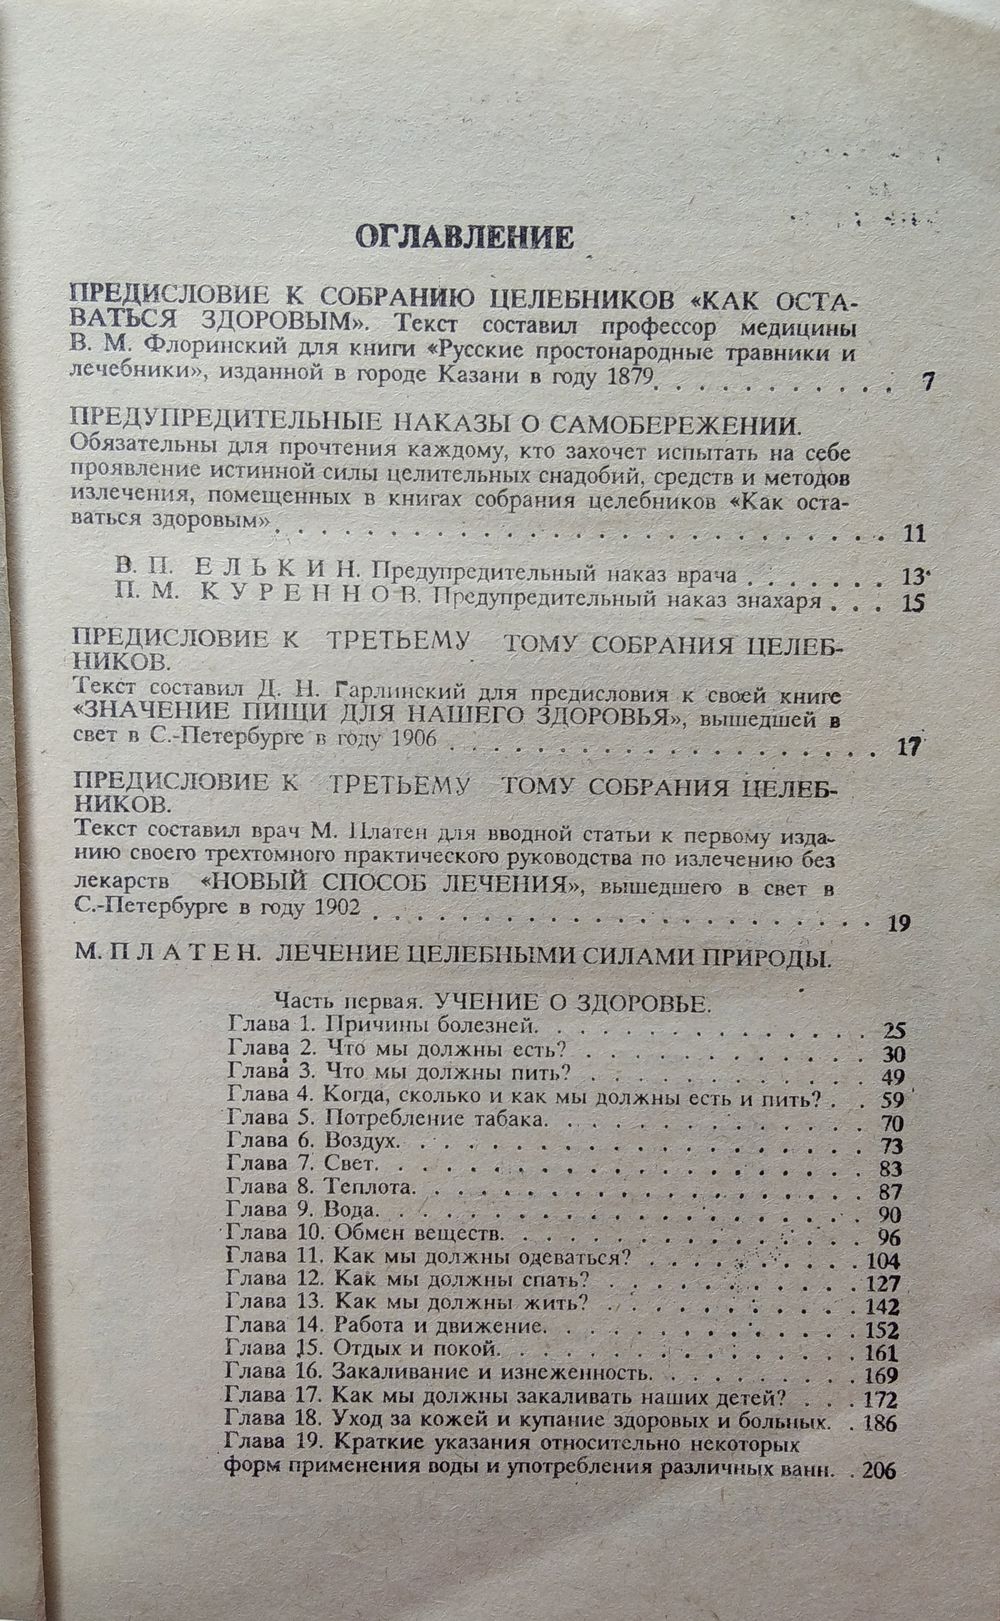 ОГЛАВЛЕНИЕ
ПРЕДИСЛОВИЕ К СОБРАНИЮ ЦЕЛЕБНИКОВ «КАК ОСТА-
ВАТЬСЯ ЗДОРОВЫМ». Текст составил профессор медицины
В. М. Флоринский для книги «Русские простонародные травники и
лечебники», изданной в городе Казани в году 1879. . . . . . . . . . . 7
ПРЕДУПРЕДИТЕЛЬНЫЕ НАКАЗЫ О САМОБЕРЕЖЕНИИ.
Обязательны для прочтения каждому, кто захочет испытать на себе
проявление истинной силы целительных снадобий, средств и методов
излечения, помещенных в книгах собрания целебников «Как оста-
ваться здоровым» . . . . . . . . . . . . . . . . . . . . . . . . . . . 11
В. П. Е Л Ь К И Н. Предупредительный наказ врача . . . . . . . 13
П. М. К У Р Е Н Н О В. Предупредительный наказ знахаря . . . 15
ПРЕДИСЛОВИЕ К ТРЕТЬЕМУ ТОМУ СОБРАНИЯ ЦЕЛЕБ-
НИКОВ.
Текст составил Д. Н. Гарлинский для предисловия к своей книге
«ЗНАЧЕНИЕ ПИЩИ ДЛЯ НАШЕГО ЗДОРОВЬЯ», вышедшей в
свет в С.-Петербурге в году 1906 . . . . . . . . . . . . . . . . . . . 17
ПРЕДИСЛОВИЕ К ТРЕТЬЕМУ ТОМУ СОБРАНИЯ ЦЕЛЕБ-
НИКОВ.
Текст составил врач М. Платен для вводной статьи к первому изда-
нию своего трехтомного практического руководства по излечению без
лекарств «НОВЫЙ СПОСОБ ЛЕЧЕНИЯ», вышедшего в свет в
С.-Петербурге в году 1902 . . . . . . . . . . . . . . . . . . . . . . 19
М. П Л А Т Е Н. ЛЕЧЕНИЕ ЦЕЛЕБНЫМИ СИЛАМИ ПРИРОДЫ.
Часть первая. УЧЕНИЕ О ЗДОРОВЬЕ.
Глава 1. Причины болезней. . . . . . . . . . . . . . . 25
Глава 2. Что мы должны есть? . . . . . . . . . . . . . 30
Глава 3. Что мы должны пить? . . . . . . . . . . . . . 49
Глава 4. Когда, сколько и как мы должны есть и пить? . . 59
Глава 5. Потребление табака. . . . . . . . . . . . . . 70
Глава 6. Воздух. . . . . . . . . . . . . . . . . . . . 73
Глава 7. Свет. . . . . . . . . . . . . . . . . . . . . 83
Глава 8. Теплота. . . . . . . . . . . . . . . . . . . 87
Глава 9. Вода. . . . . . . . . . . . . . . . . . . . . 90
Глава 10. Обмен веществ. . . . . . . . . . . . . . . . 96
Глава 11. Как мы должны одеваться? . . . . . . . . . . 104
Глава 12. Как мы должны спать? . . . . . . . . . . . . 127
Глава 13. Как мы должны жить? . . . . . . . . . . . . 142
Глава 14. Работа и движение. . . . . . . . . . . . . . 152
Глава 15. Отдых и покой. . . . . . . . . . . . . . . . 161
Глава 16. Закаливание и изнеженность. . . . . . . . . . 169
Глава 17. Как мы должны закаливать наших детей? . . . 172
Глава 18. Уход за кожей и купание здоровых и больных. . 186
Глава 19. Краткие указания относительно некоторых
форм применения воды и употребления различных ванн. . 206